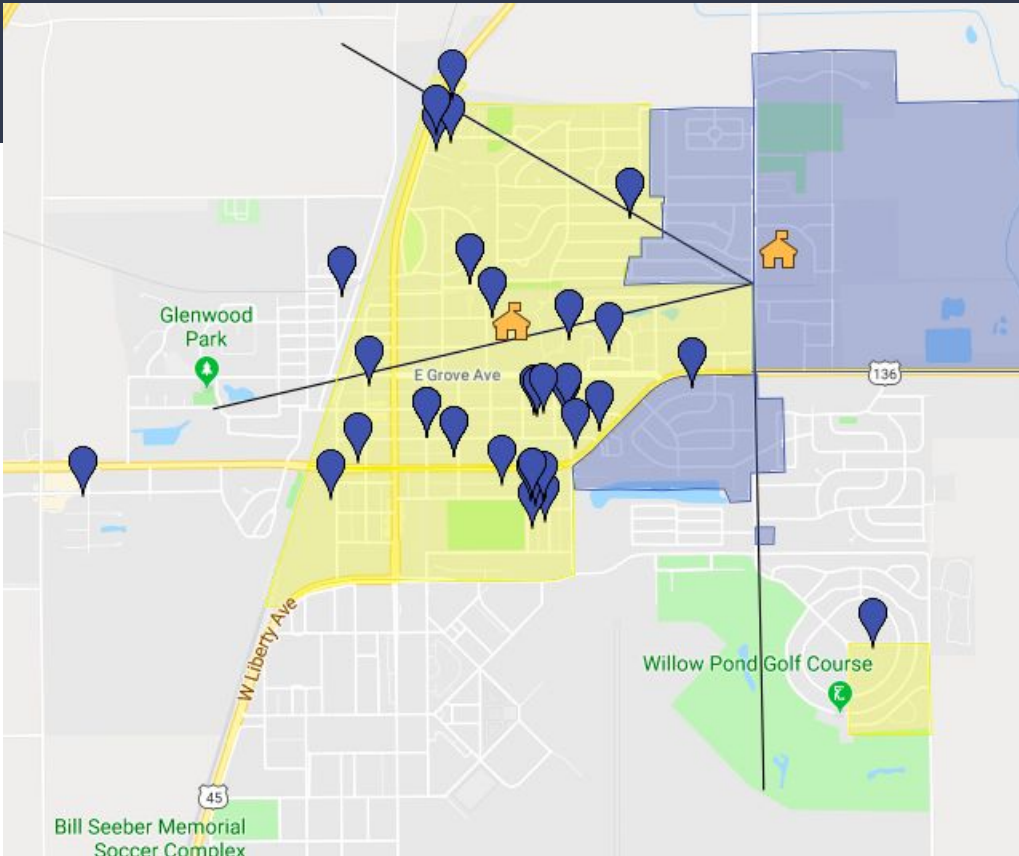 Glenwood
Park
E Grove Ave
136
W Liberty Ave
Willow Pond Golf Course
45
Bill Seeber Memorial
Soccer Complex